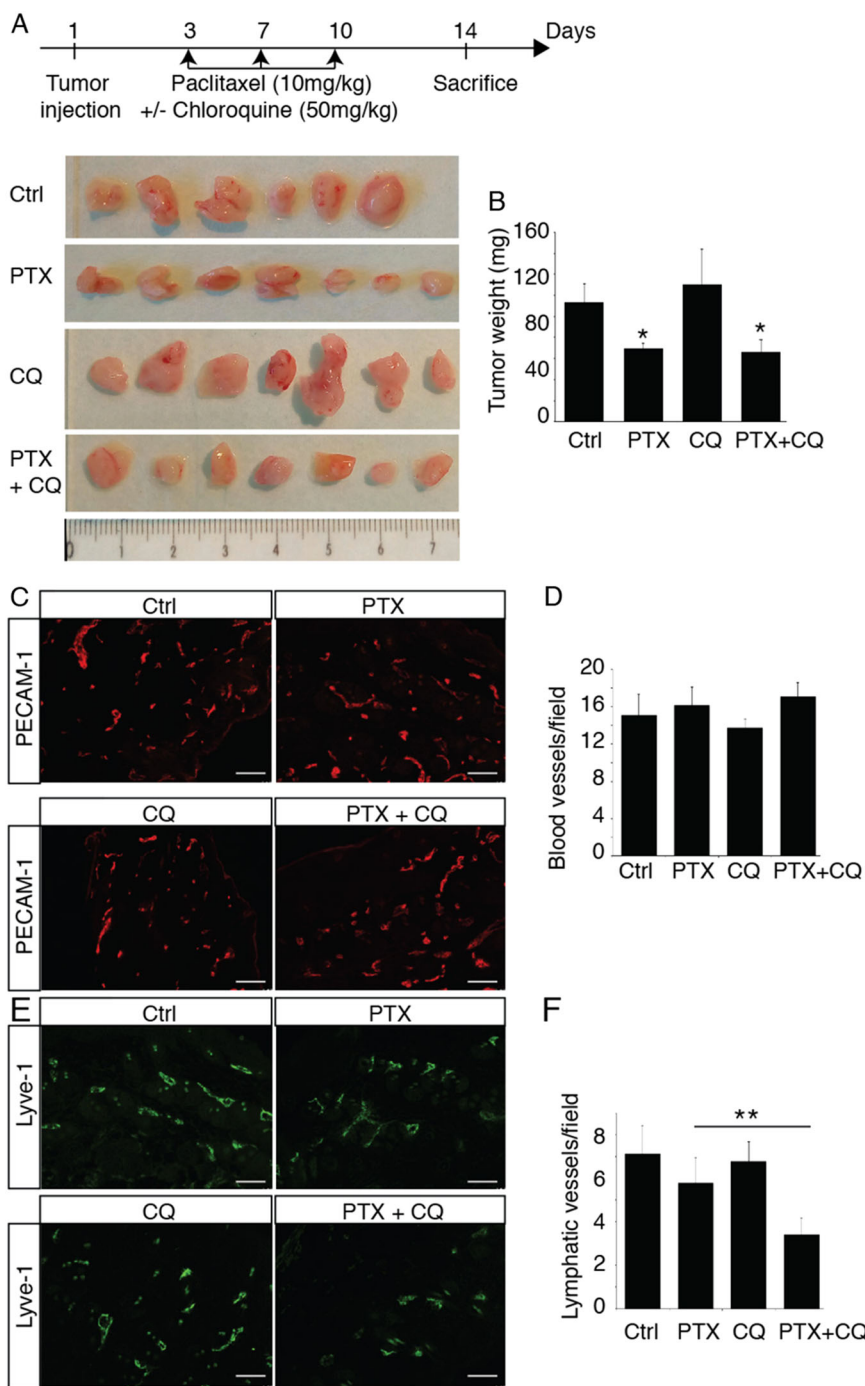 A
1 3 7 10 14 Days
Tumor injection
Paclitaxel (10mg/kg)
+/- Chloroquine (50mg/kg)
Sacrifice
Ctrl
PTX
CQ
PTX + CQ
0 1 2 3 4 5 6 7
B
Tumor weight (mg)
160
120
80
40
0
* *
Ctrl PTX CQ PTX+CQ
C
Ctrl PTX
PECAM-1
CQ PTX + CQ
PECAM-1
D
Blood vessels/field
20
16
12
8
4
0
Ctrl PTX CQ PTX+CQ
E
Ctrl PTX
Lyve-1
CQ PTX + CQ
Lyve-1
F
Lymphatic vessels/field
8
6
4
2
0
**
Ctrl PTX CQ PTX+CQ